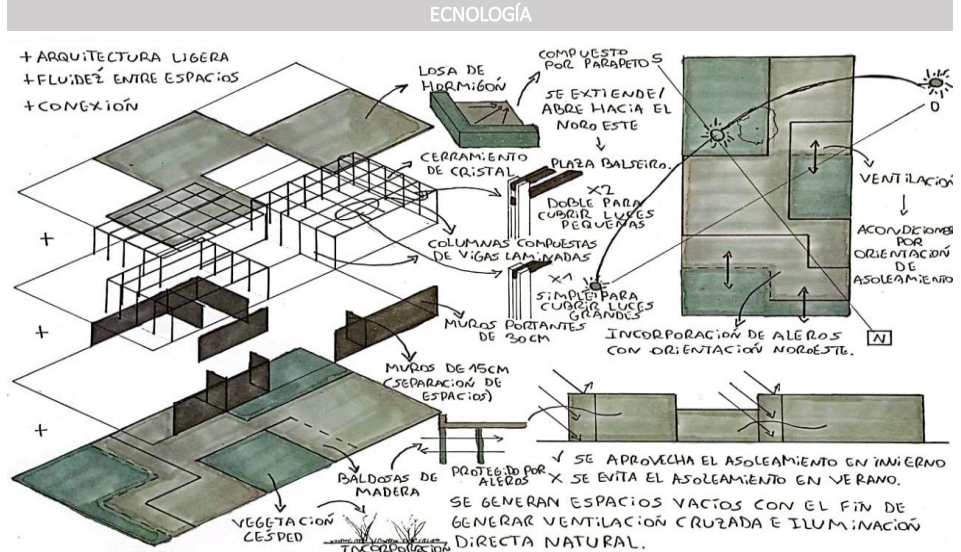 ECNOLOGÍA
+ ARQUITECTURA LIGERA
+ FLUIDEZ ENTRE ESPACIOS
+ CONEXIÓN
LOSA DE
HORMIGÓN
COMPUESTO
POR PARAPETOS
SE EXTIENDE/
ABRE HACIA EL
NOROESTE
PLAZA BALSEIRO.
CERRAMIENTO
DE CRISTAL
X2
DOBLE PARA
CUBRIR LUCES
PEQUEÑAS
COLUMNAS COMPUESTAS
DE VIGAS LAMINADAS
X1
SIMPLE PARA
CUBRIR LUCES
GRANDES
MUROS PORTANTES
DE 30CM
MUROS DE 15CM
(SEPARACIÓN DE
ESPACIOS)
BALDOSAS DE
MADERA
PROTEGIDO POR
ALEROS
VEGETACIÓN
CESPED
INCORPORACIÓN
O
VENTILACIÓN
ACONDICIONER
POR
ORIENTACIÓN
DE
ASOLEAMIENTO
N
INCORPORACIÓN DE ALEROS
CON ORIENTACIÓN NOROESTE.
✓ SE APROVECHA EL ASOLEAMIENTO EN INVIERNO
X SE EVITA EL ASOLEAMIENTO EN VERANO.
SE GENERAN ESPACIOS VACÍOS CON EL FIN DE
GENERAR VENTILACIÓN CRUZADA E ILUMINACIÓN
DIRECTA NATURAL.